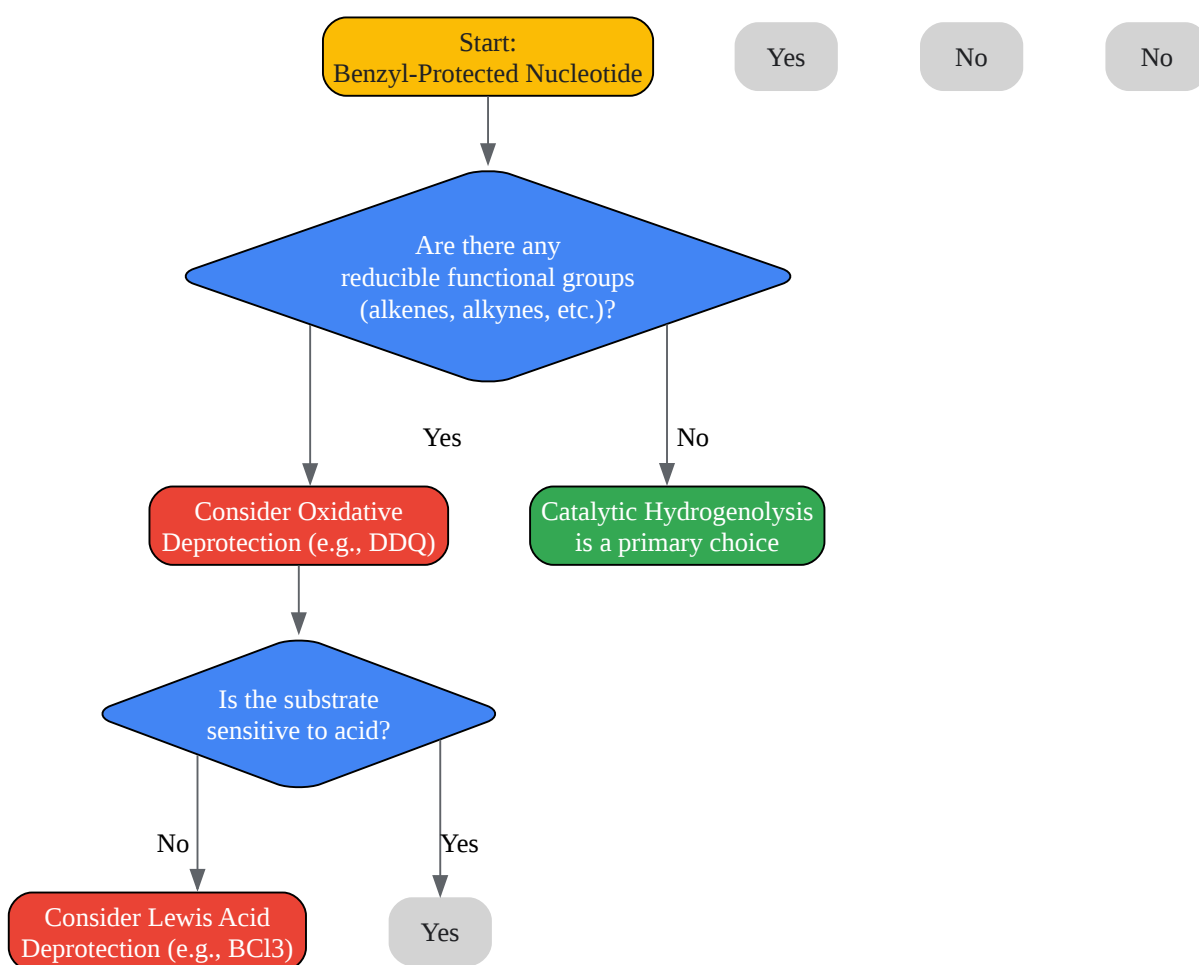 Start:
Benzyl-Protected Nucleotide
Yes
No
No
Are there any
reducible functional groups
(alkenes, alkynes, etc.)?
Yes
No
Consider Oxidative
Deprotection (e.g., DDQ)
Catalytic Hydrogenolysis
is a primary choice
Is the substrate
sensitive to acid?
No
Yes
Consider Lewis Acid
Deprotection (e.g., BCl3)
Yes